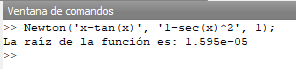 Ventana de comandos
>> Newton('x-tan(x)', '1-sec(x)^2', 1);
La raíz de la función es: 1.595e-05
>>